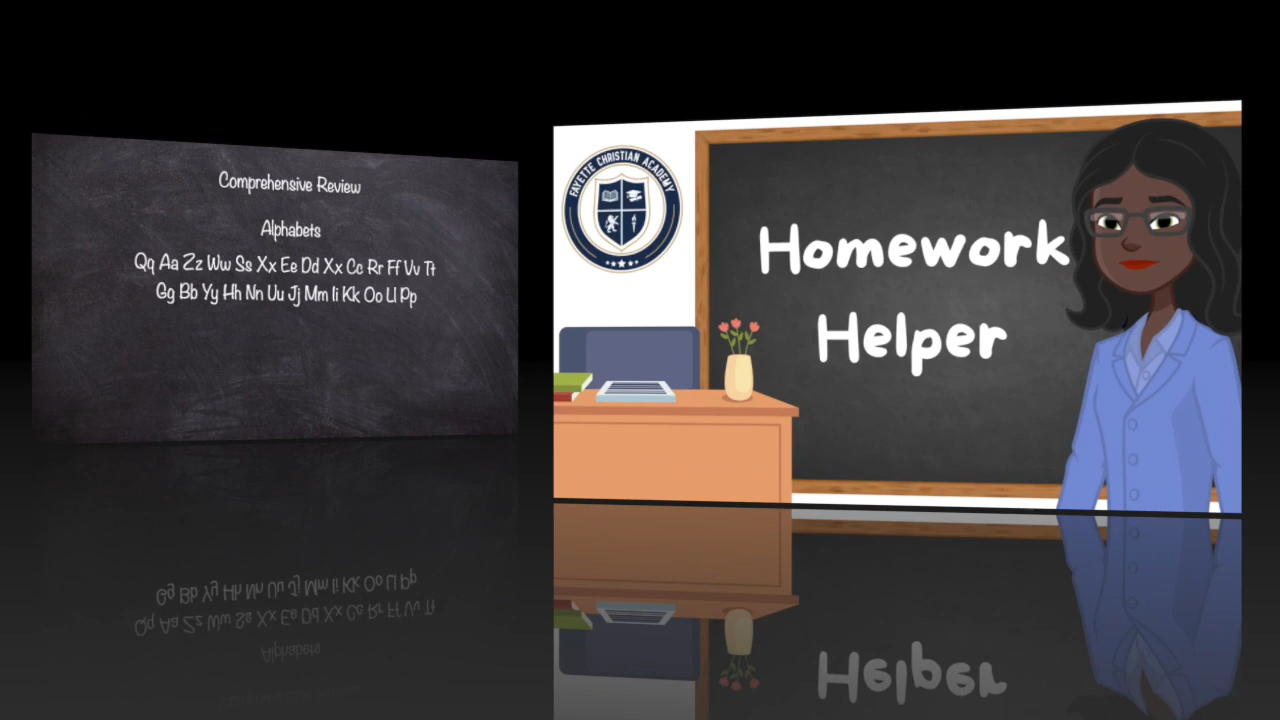 Comprehensive Review
Alphabets
Qq Aa Zz Ww Ss Xx Ee Dd Xx Cc Rr Ff Vv Tt
Gg Bb Yy Hh Nn Uu Jj Mm Ii Kk Oo Ll Pp
FAYETTE CHRISTIAN ACADEMY
Homework
Helper